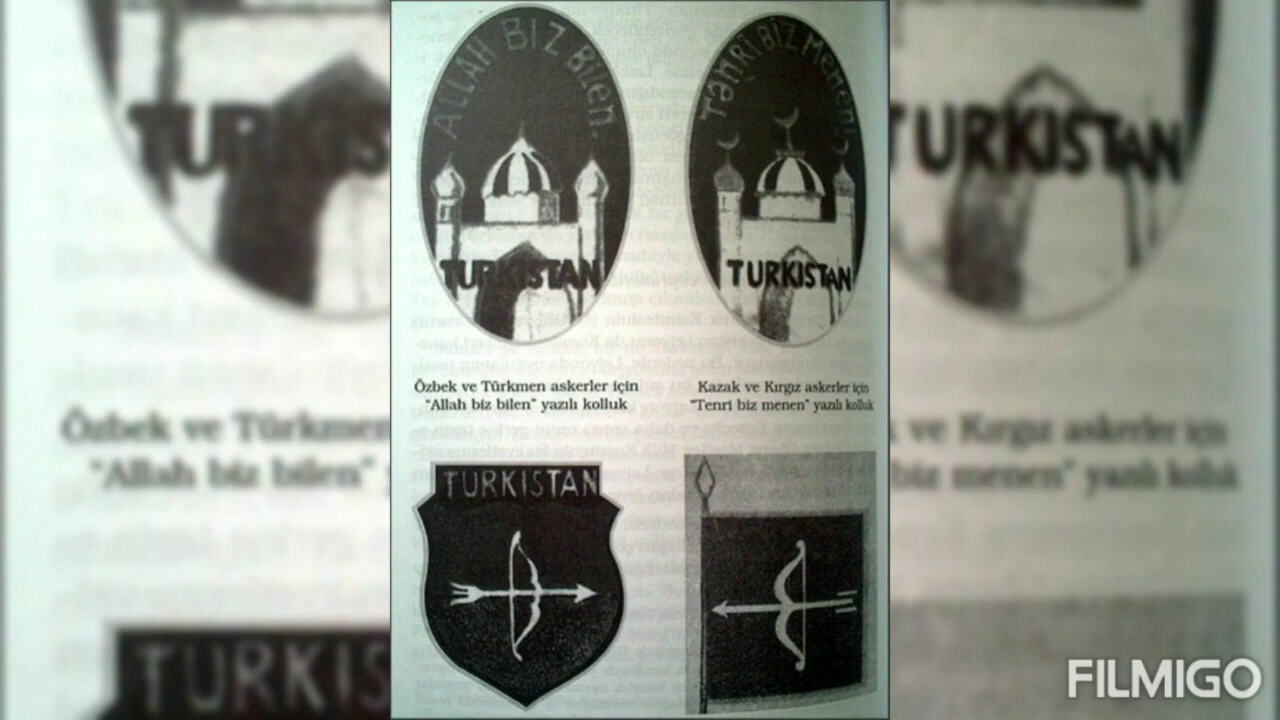 ALLAH BIZ BILEN.
TURKISTAN
Özbek ve Türkmen askerler için
"Allah biz bilen" yazılı kolluk
TƏHRI BIZ MENEN.
TURKISTAN
Kazak ve Kırgız askerler için
"Tenri biz menen" yazılı kolluk
TURKISTAN
FILMIGO